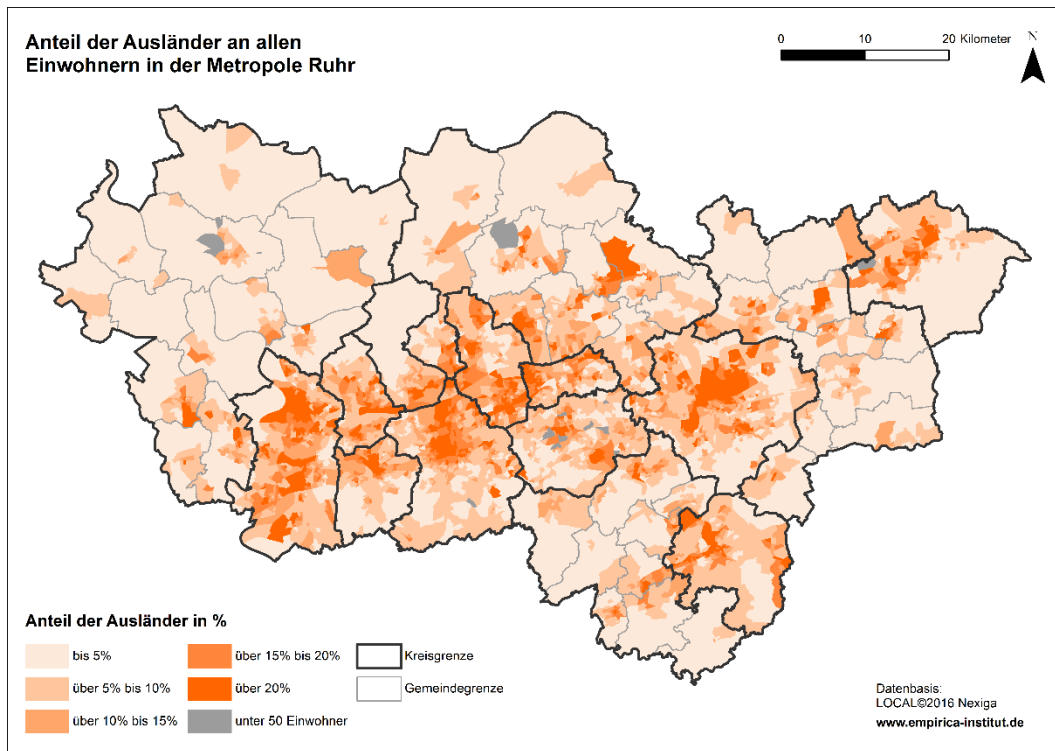 Anteil der Ausländer an allen
Einwohnern in der Metropole Ruhr
0 10 20 Kilometer
N
Anteil der Ausländer in %
bis 5%
über 5% bis 10%
über 10% bis 15%
über 15% bis 20%
über 20%
unter 50 Einwohner
Kreisgrenze
Gemeindegrenze
Datenbasis:
LOCAL©2016 Nexiga
www.empirica-institut.de